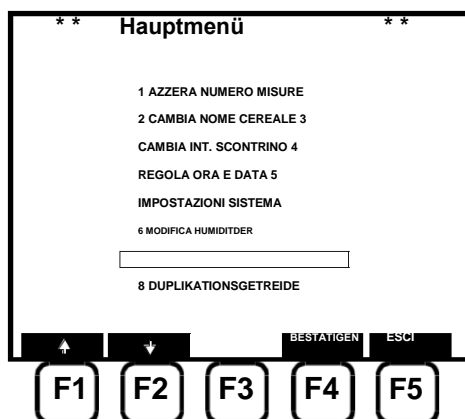 * * Hauptmenü * *
1 AZZERA NUMERO MISURE
2 CAMBIA NOME CEREALE 3
CAMBIA INT. SCONTRINO 4
REGOLA ORA E DATA 5
IMPOSTAZIONI SISTEMA
6 MODIFICA HUMIDITDER
8 DUPLIKATIONSGETREIDE
BESTÄTIGEN ESCI
F1 F2 F3 F4 F5